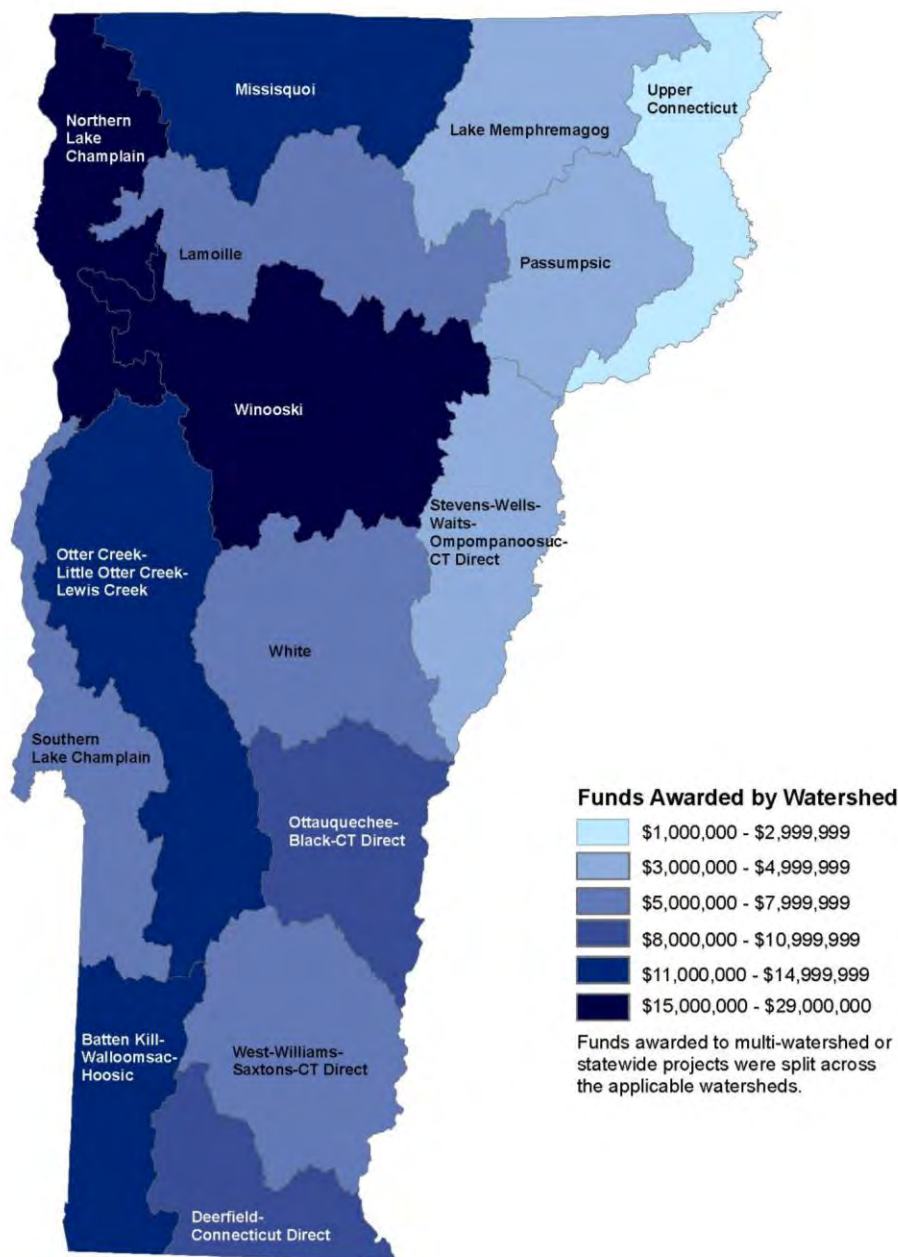 Missisquoi
Upper
Connecticut
Northern
Lake
Champlain
Lake Memphremagog
Lamoille
Passumpsic
Winooski
Stevens-Wells-
Waits-
Ompompanoosuc-
CT Direct
Otter Creek-
Little Otter Creek-
Lewis Creek
White
Southern
Lake Champlain
Ottauquechee-
Black-CT Direct
Batten Kill-
Walloomsac-
Hoosic
West-Williams-
Saxtons-CT Direct
Deerfield-
Connecticut Direct
Funds Awarded by Watershed
$1,000,000 - $2,999,999
$3,000,000 - $4,999,999
$5,000,000 - $7,999,999
$8,000,000 - $10,999,999
$11,000,000 - $14,999,999
$15,000,000 - $29,000,000
Funds awarded to multi-watershed or
statewide projects were split across
the applicable watersheds.